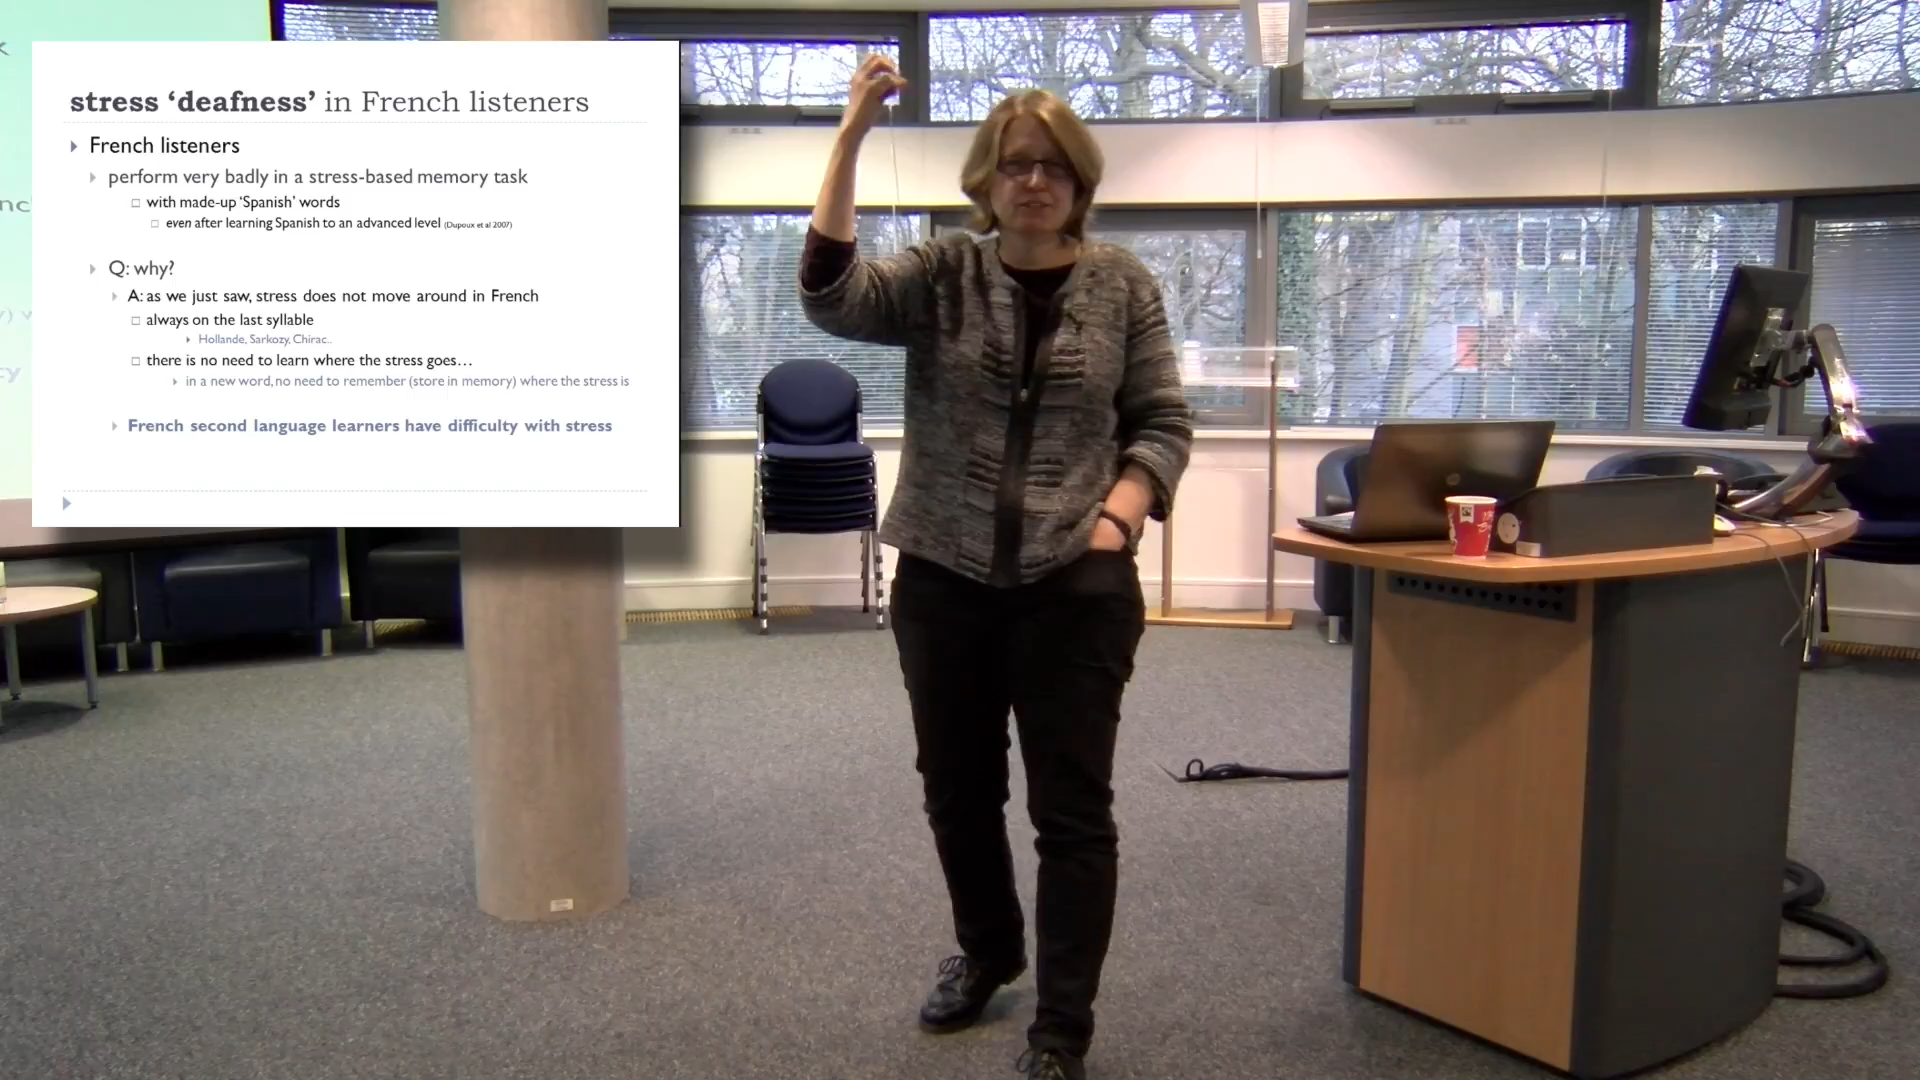 stress ‘deafness’ in French listeners
French listeners
perform very badly in a stress-based memory task
with made-up ‘Spanish’ words
even after learning Spanish to an advanced level (Dupoux et al 2007)
Q: why?
A: as we just saw, stress does not move around in French
always on the last syllable
Hollande, Sarkozy, Chirac..
there is no need to learn where the stress goes…
in a new word, no need to remember (store in memory) where the stress is
French second language learners have difficulty with stress